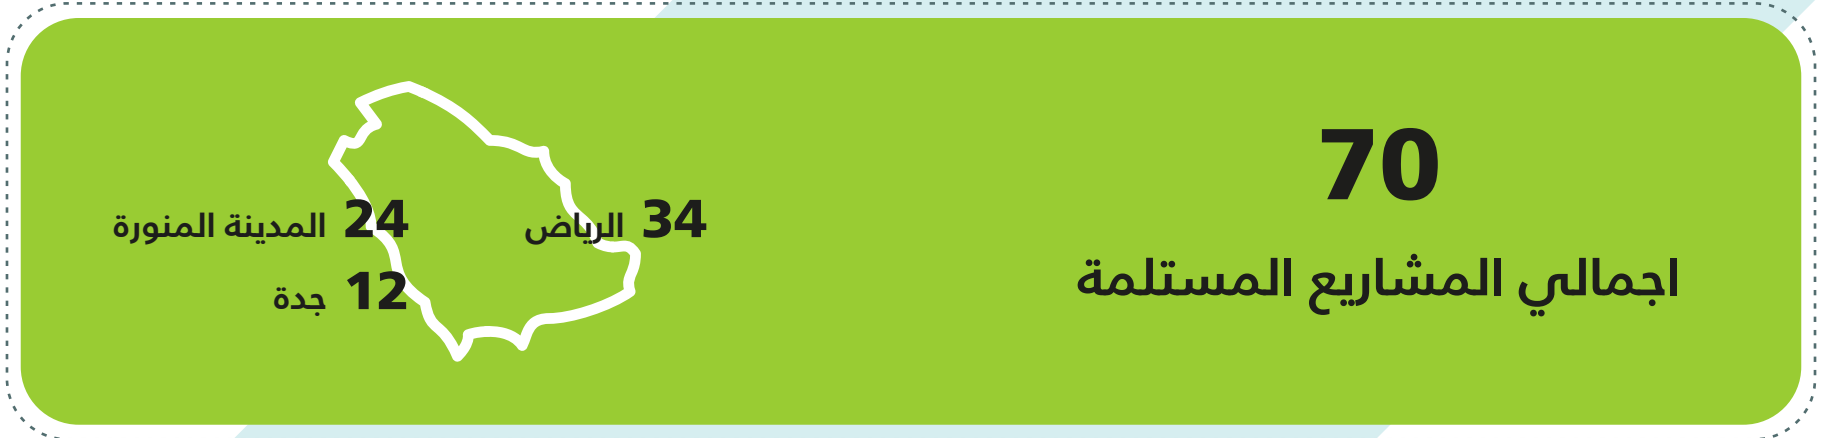 70
اجمالي المشاريع المستلمة
34 الرياض
24 المدينة المنورة
12 جدة